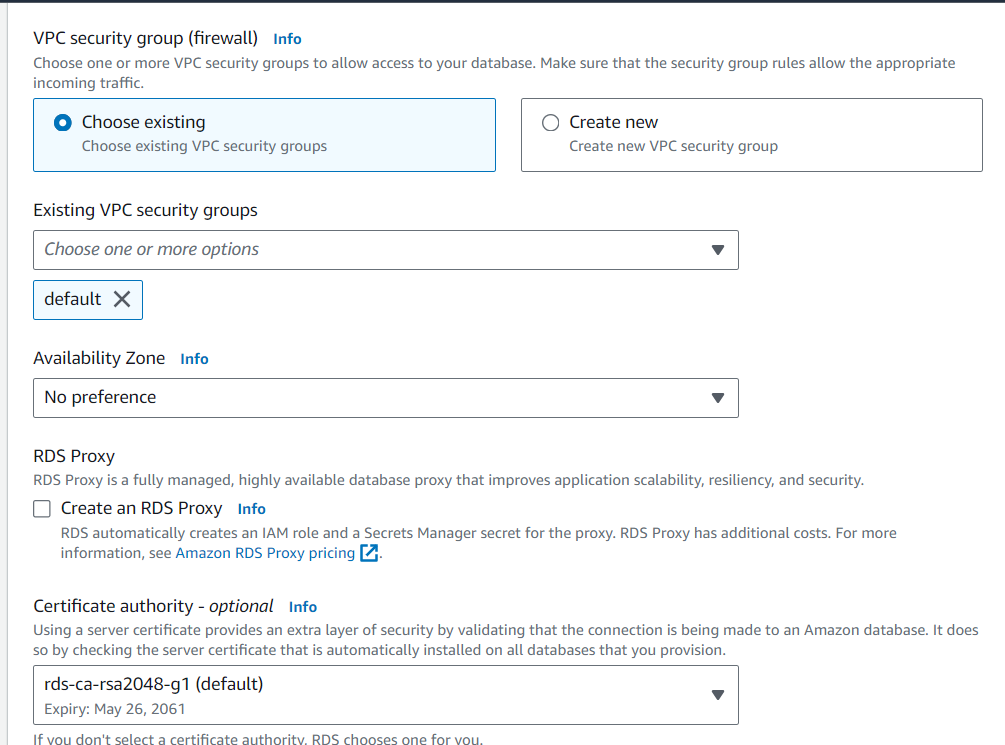 VPC security group (firewall) Info
Choose one or more VPC security groups to allow access to your database. Make sure that the security group rules allow the appropriate
incoming traffic.
Choose existing
Choose existing VPC security groups
Create new
Create new VPC security group
Existing VPC security groups
Choose one or more options
default
Availability Zone Info
No preference
RDS Proxy
RDS Proxy is a fully managed, highly available database proxy that improves application scalability, resiliency, and security.
Create an RDS Proxy Info
RDS automatically creates an IAM role and a Secrets Manager secret for the proxy. RDS Proxy has additional costs. For more
information, see Amazon RDS Proxy pricing.
Certificate authority - optional Info
Using a server certificate provides an extra layer of security by validating that the connection is being made to an Amazon database. It does
so by checking the server certificate that is automatically installed on all databases that you provision.
rds-ca-rsa2048-g1 (default)
Expiry: May 26, 2061
If you don't select a certificate authority, RDS chooses one for you.